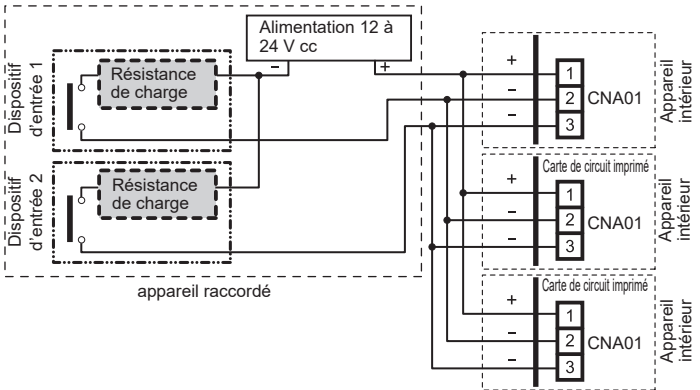 Alimentation 12 à
24 V cc
–
+
Dispositif
d'entrée 1
Résistance
de charge
Dispositif
d'entrée 2
Résistance
de charge
appareil raccordé
+
–
–
1
2
3
CNA01
Appareil
intérieur
Carte de circuit imprimé
+
–
–
1
2
3
CNA01
Appareil
intérieur
Carte de circuit imprimé
+
–
–
1
2
3
CNA01
Appareil
intérieur